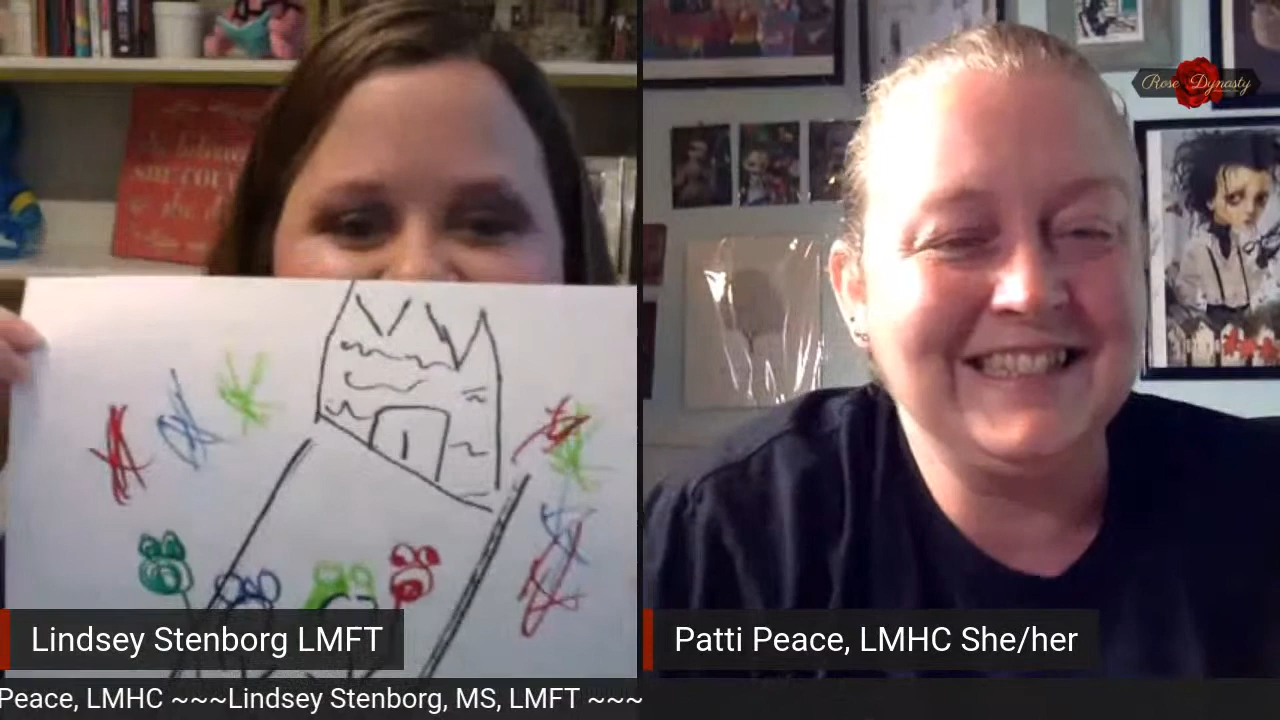 Rose Dynasty
Lindsey Stenborg LMFT
Patti Peace, LMHC She/her
Peace, LMHC ~~~Lindsey Stenborg, MS, LMFT ~~~